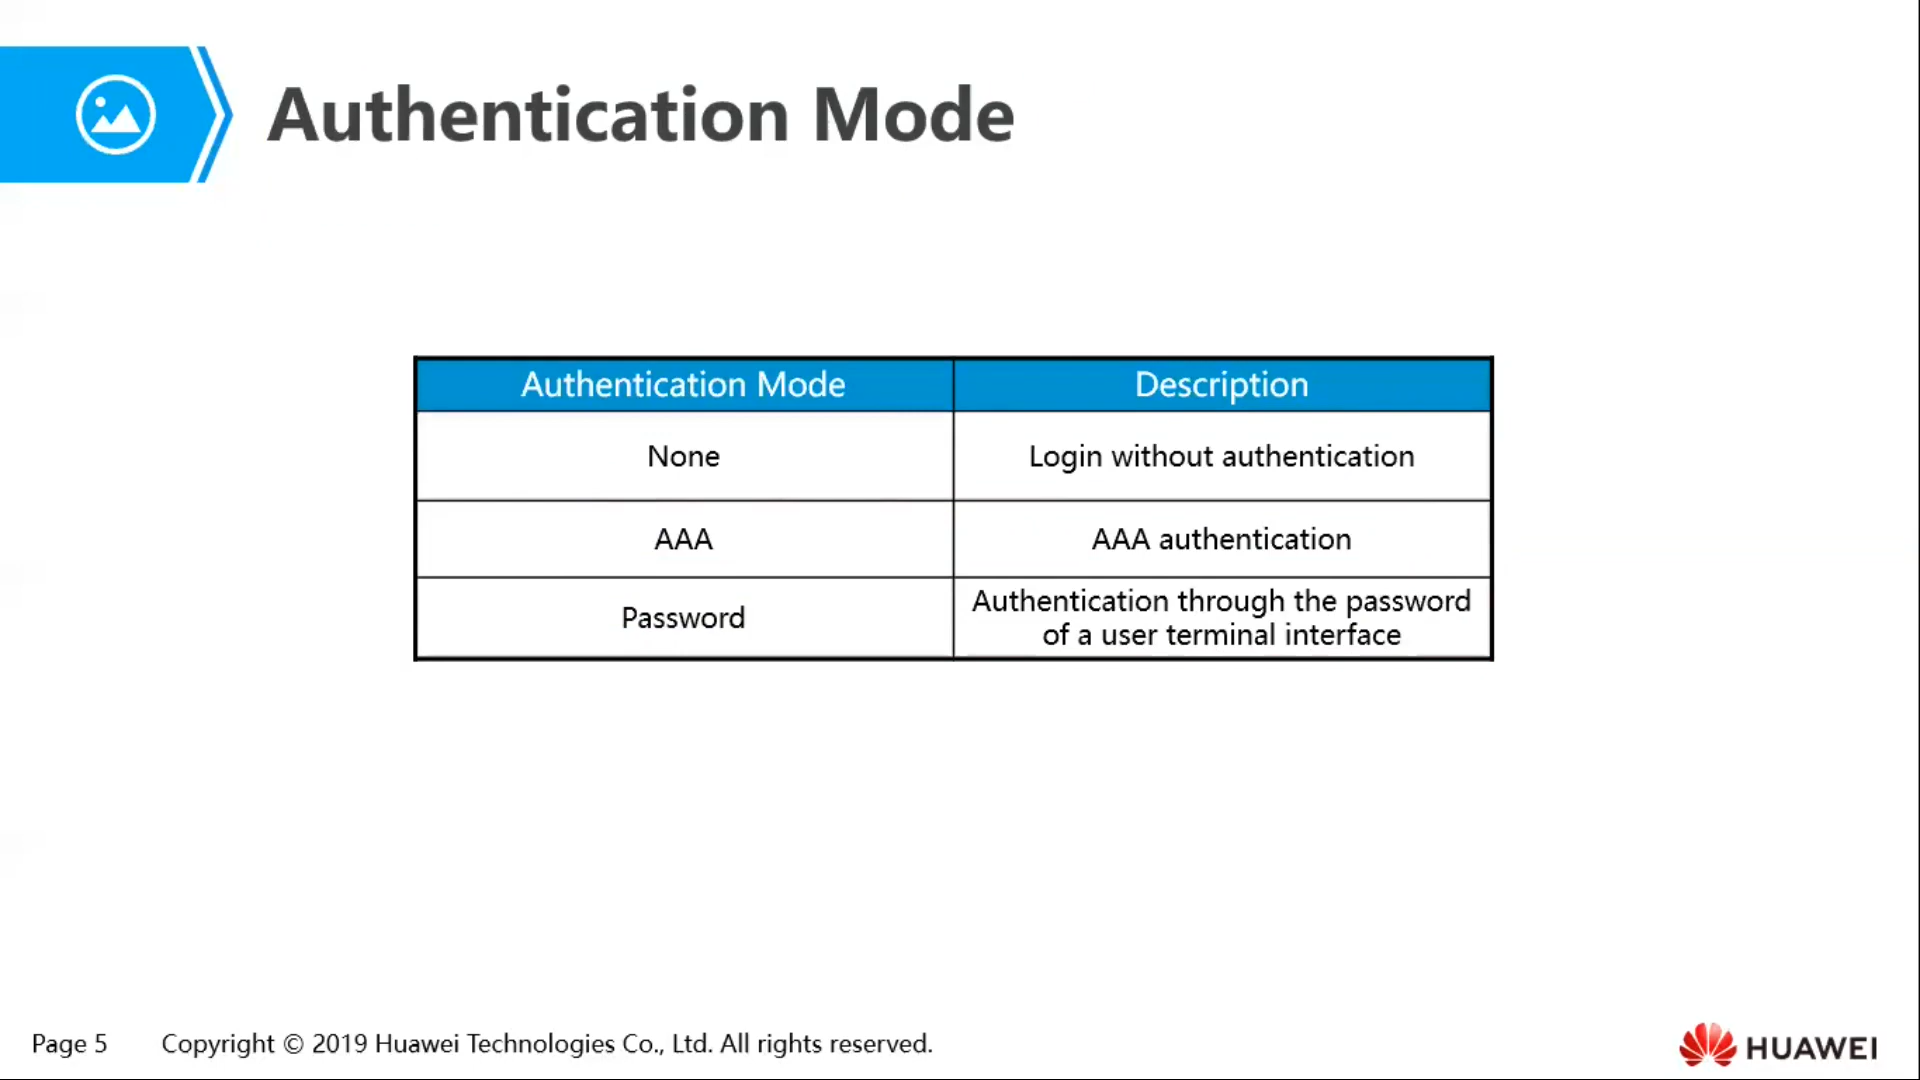 Authentication Mode
Authentication Mode
Description
None
Login without authentication
AAA
AAA authentication
Password
Authentication through the password
of a user terminal interface
Page 5
Copyright © 2019 Huawei Technologies Co., Ltd. All rights reserved.
HUAWEI